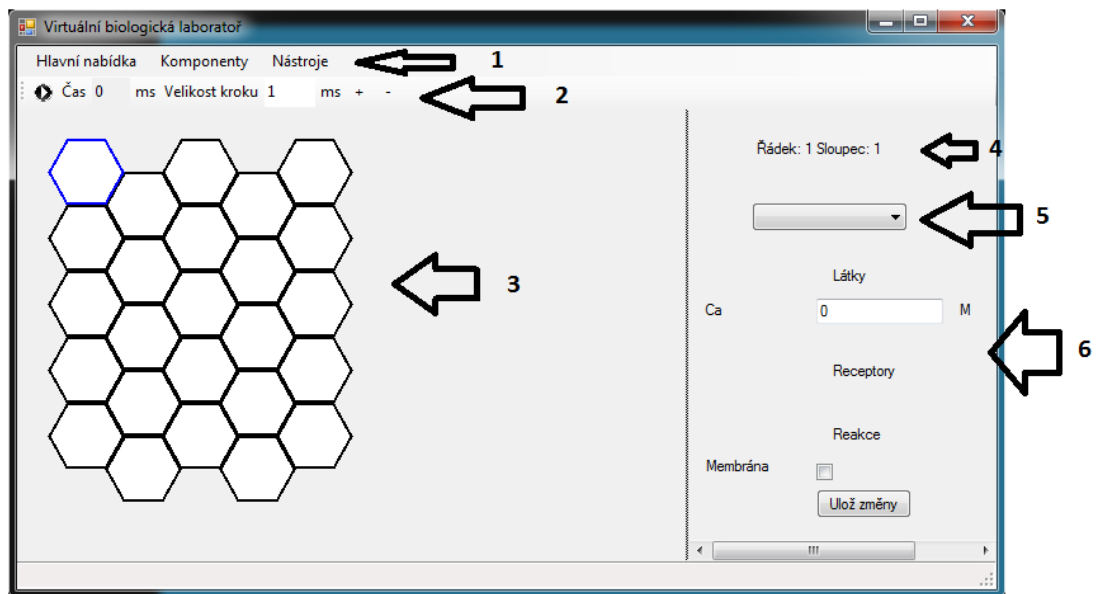 Virtuální biologická laboratoř
Hlavní nabídka Komponenty Nástroje 1
Čas 0 ms Velikost kroku 1 ms + - 2
Řádek: 1 Sloupec: 1 4
5
3
Látky
Ca 0 M
6
Receptory
Reakce
Membrána
Ulož změny